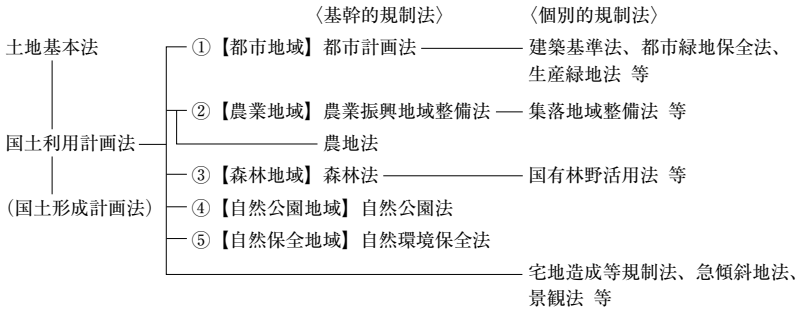 〈基幹的規制法〉 〈個別的規制法〉
土地基本法 ①【都市地域】都市計画法 建築基準法、都市緑地保全法、
生産緑地法 等
②【農業地域】農業振興地域整備法 集落地域整備法 等
国土利用計画法 農地法
③【森林地域】森林法 国有林野活用法 等
(国土形成計画法) ④【自然公園地域】自然公園法
⑤【自然保全地域】自然環境保全法
宅地造成等規制法、急傾斜地法、
景観法 等